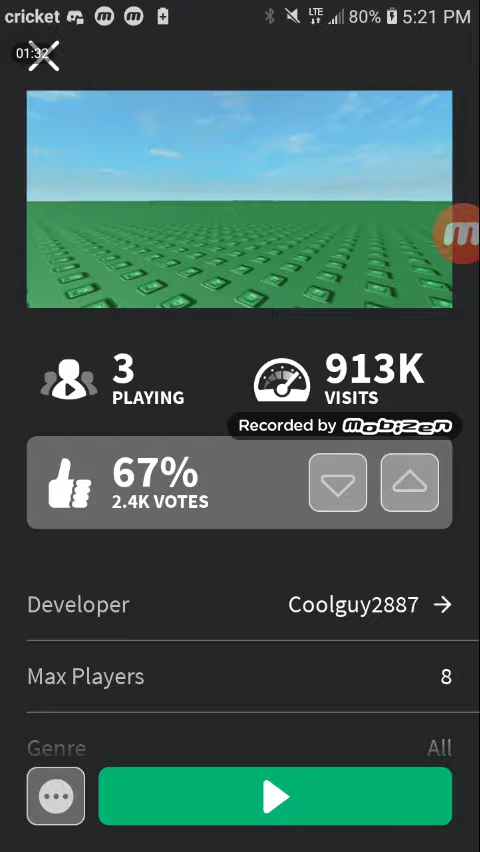 cricket LTE 80% 5:21 PM
01:32
3
PLAYING
913K
VISITS
Recorded by Mobizen
67%
2.4K VOTES
Developer Coolguy2887
Max Players 8
Genre All